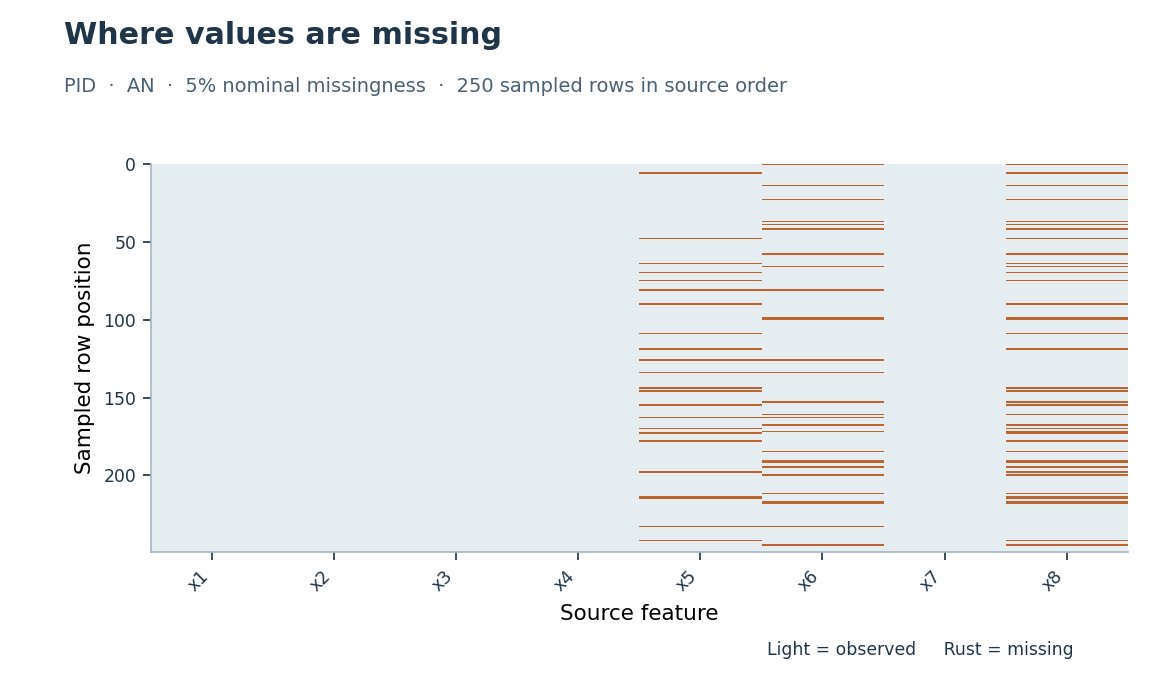 Where values are missing
PID · AN · 5% nominal missingness · 250 sampled rows in source order
0
50
100
150
200
Sampled row position
x1
x2
x3
x4
x5
x6
x7
x8
Source feature
Light = observed Rust = missing